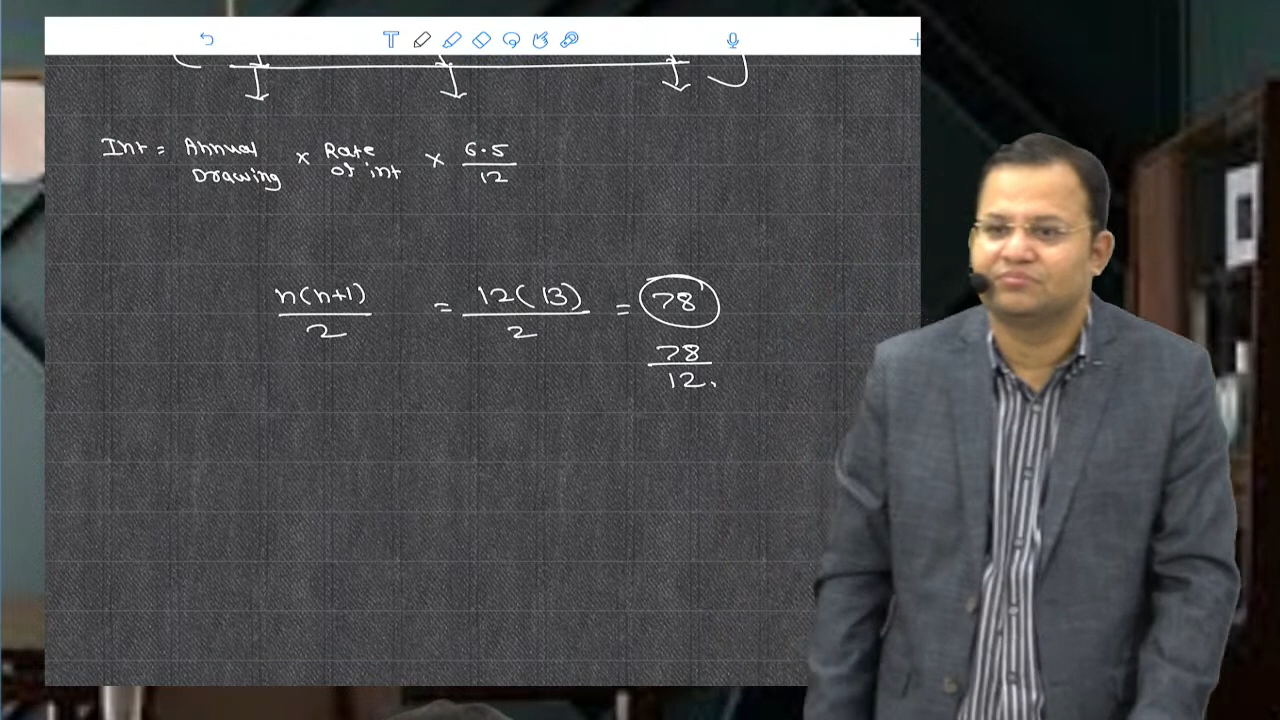 Int = Annual Drawing × Rate of int × 6.5/12
n(n+1)/2 = 12(13)/2 = 78
78/12.